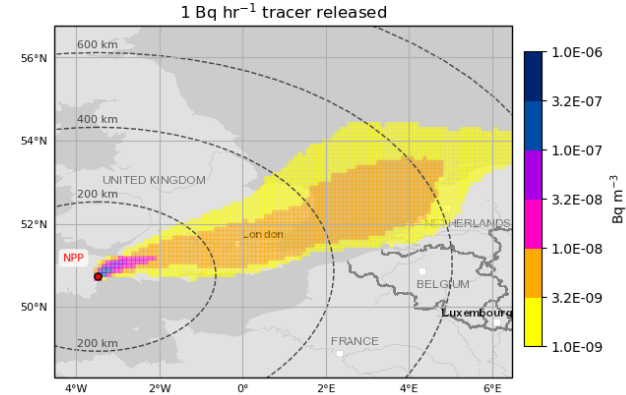 1 Bq hr⁻¹ tracer released
600 km
56°N
1.0E-06
3.2E-07
400 km
54°N
1.0E-07
UNITED KINGDOM
200 km
3.2E-08
Bq m⁻³
52°N
London
NETHERLANDS
1.0E-08
NPP
BELGIUM
3.2E-09
50°N
Luxembourg
200 km
FRANCE
1.0E-09
4°W
2°W
0°
2°E
4°E
6°E